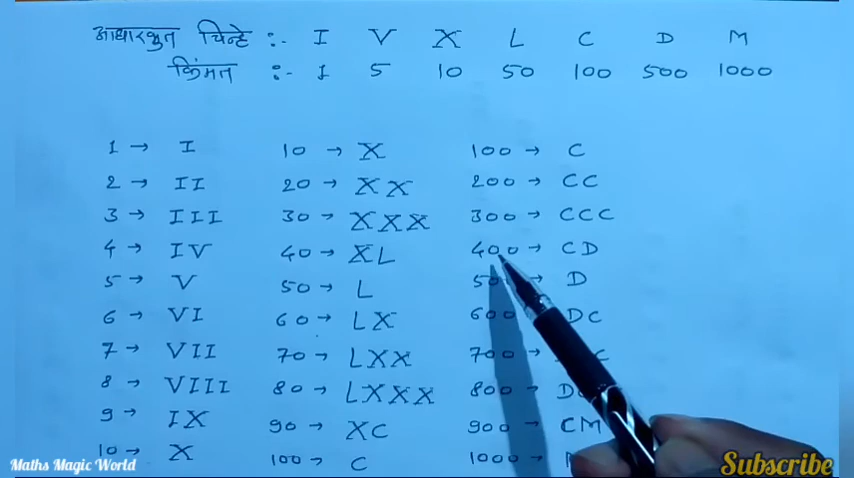 आधारभूत चिन्हे :- I V X L C D M
किंमत :- I 5 10 50 100 500 1000
1 → I 10 → X 100 → C
2 → II 20 → XX 200 → CC
3 → III 30 → XXX 300 → CCC
4 → IV 40 → XL 400 → CD
5 → V 50 → L 500 → D
6 → VI 60 → LX 600 DC
7 → VII 70 → LXX 700 →
8 → VIII 80 → LXXX 800 →
9 → IX 90 → XC 900 → CM
10 → X 100 → C 1000 →
Maths Magic World
Subscribe